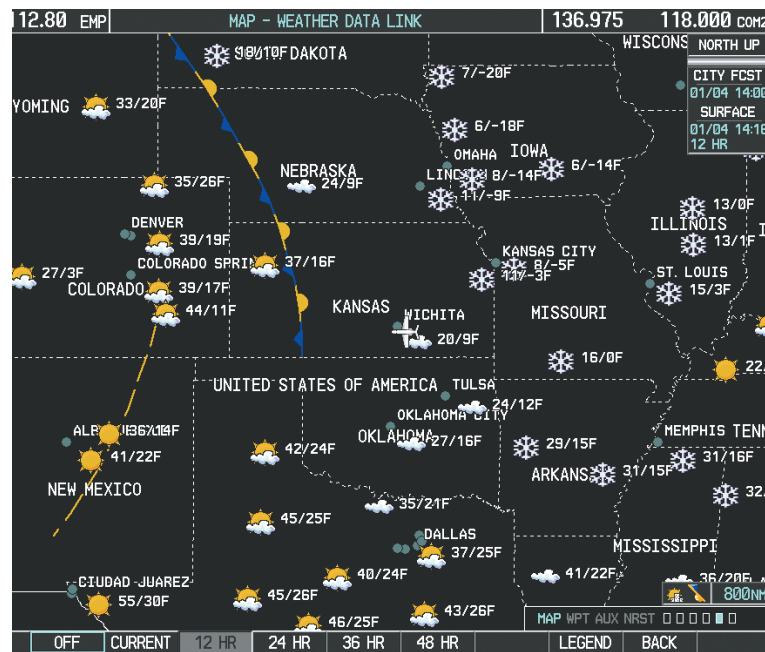 112.80 EMP MAP - WEATHER DATA LINK 136.975 118.000 COM2
WISCONS
NORTH UP
CITY FCST
01/04 14:00
SURFACE
01/04 14:18
12 HR
DAKOTA
7/-20F
YOMING 33/20F
6/-18F
OMAHA IOWA
6/-14F
NEBRASKA
24/9F
8/-14F
11/-9F
35/26F
13/0F
ILLINOIS
13/1F
DENVER
39/19F
COLORADO SPRIN
37/16F
KANSAS CITY
8/-5F
11/-3F
27/3F
COLORADO 39/17F
ST. LOUIS
15/3F
44/11F
KANSAS WICHITA
MISSOURI
20/9F
16/0F
22/
UNITED STATES OF AMERICA TULSA
24/12F
OKLAHOMA CITY
OKLAHOMA 27/16F
MEMPHIS TENN
42/24F
29/15F
31/16F
41/22F
ARKANS 31/15F
NEW MEXICO
32/
35/21F
45/25F
DALLAS
37/25F
MISSISSIPPI
40/24F
41/22F
36/20F
CIUDAD JUAREZ
55/30F
45/26F
43/26F
46/25F
800NM
MAP WPT AUX NRST
OFF CURRENT 12 HR 24 HR 36 HR 48 HR LEGEND BACK